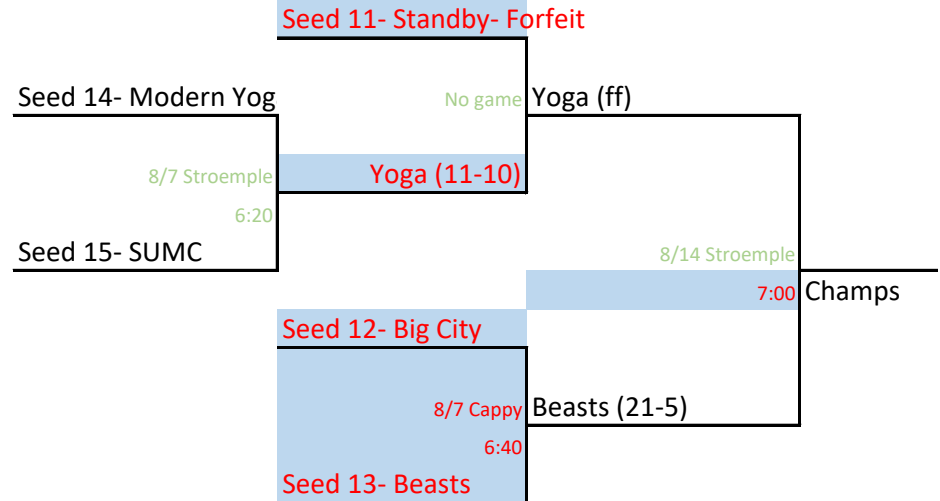 Seed 11- Standby- Forfeit
Seed 14- Modern Yog
No game
Yoga (ff)
8/7 Stroemple
Yoga (11-10)
6:20
Seed 15- SUMC
8/14 Stroemple
7:00
Champs
Seed 12- Big City
8/7 Cappy
Beasts (21-5)
6:40
Seed 13- Beasts